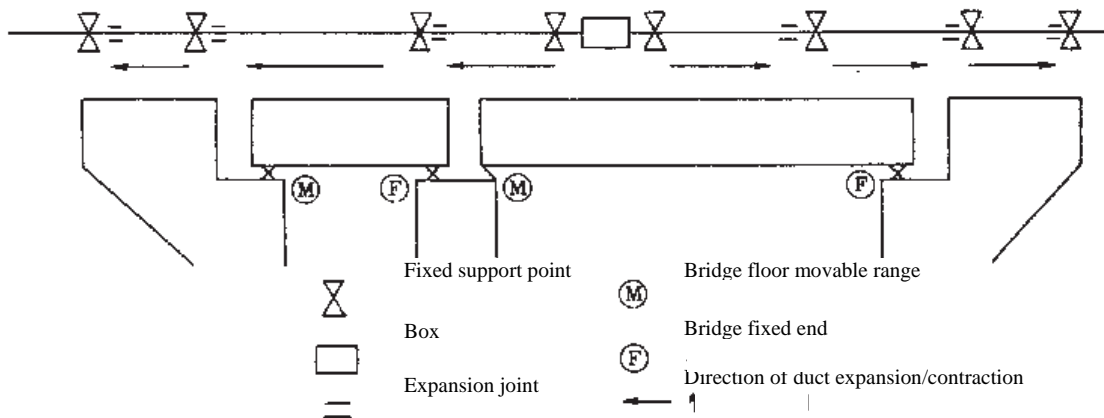 M
F
M
F
Fixed support point
Bridge floor movable range
M
Box
Bridge fixed end
F
Expansion joint
Direction of duct expansion/contraction